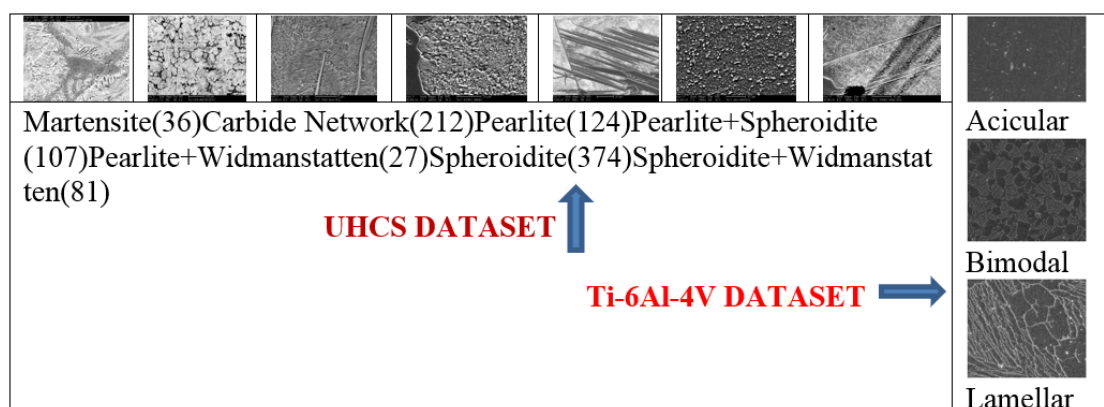 Martensite(36)Carbide Network(212)Pearlite(124)Pearlite+Spheroidite
(107)Pearlite+Widmanstatten(27)Spheroidite(374)Spheroidite+Widmanstat
ten(81)
UHCS DATASET
Ti-6Al-4V DATASET
Acicular
Bimodal
Lamellar